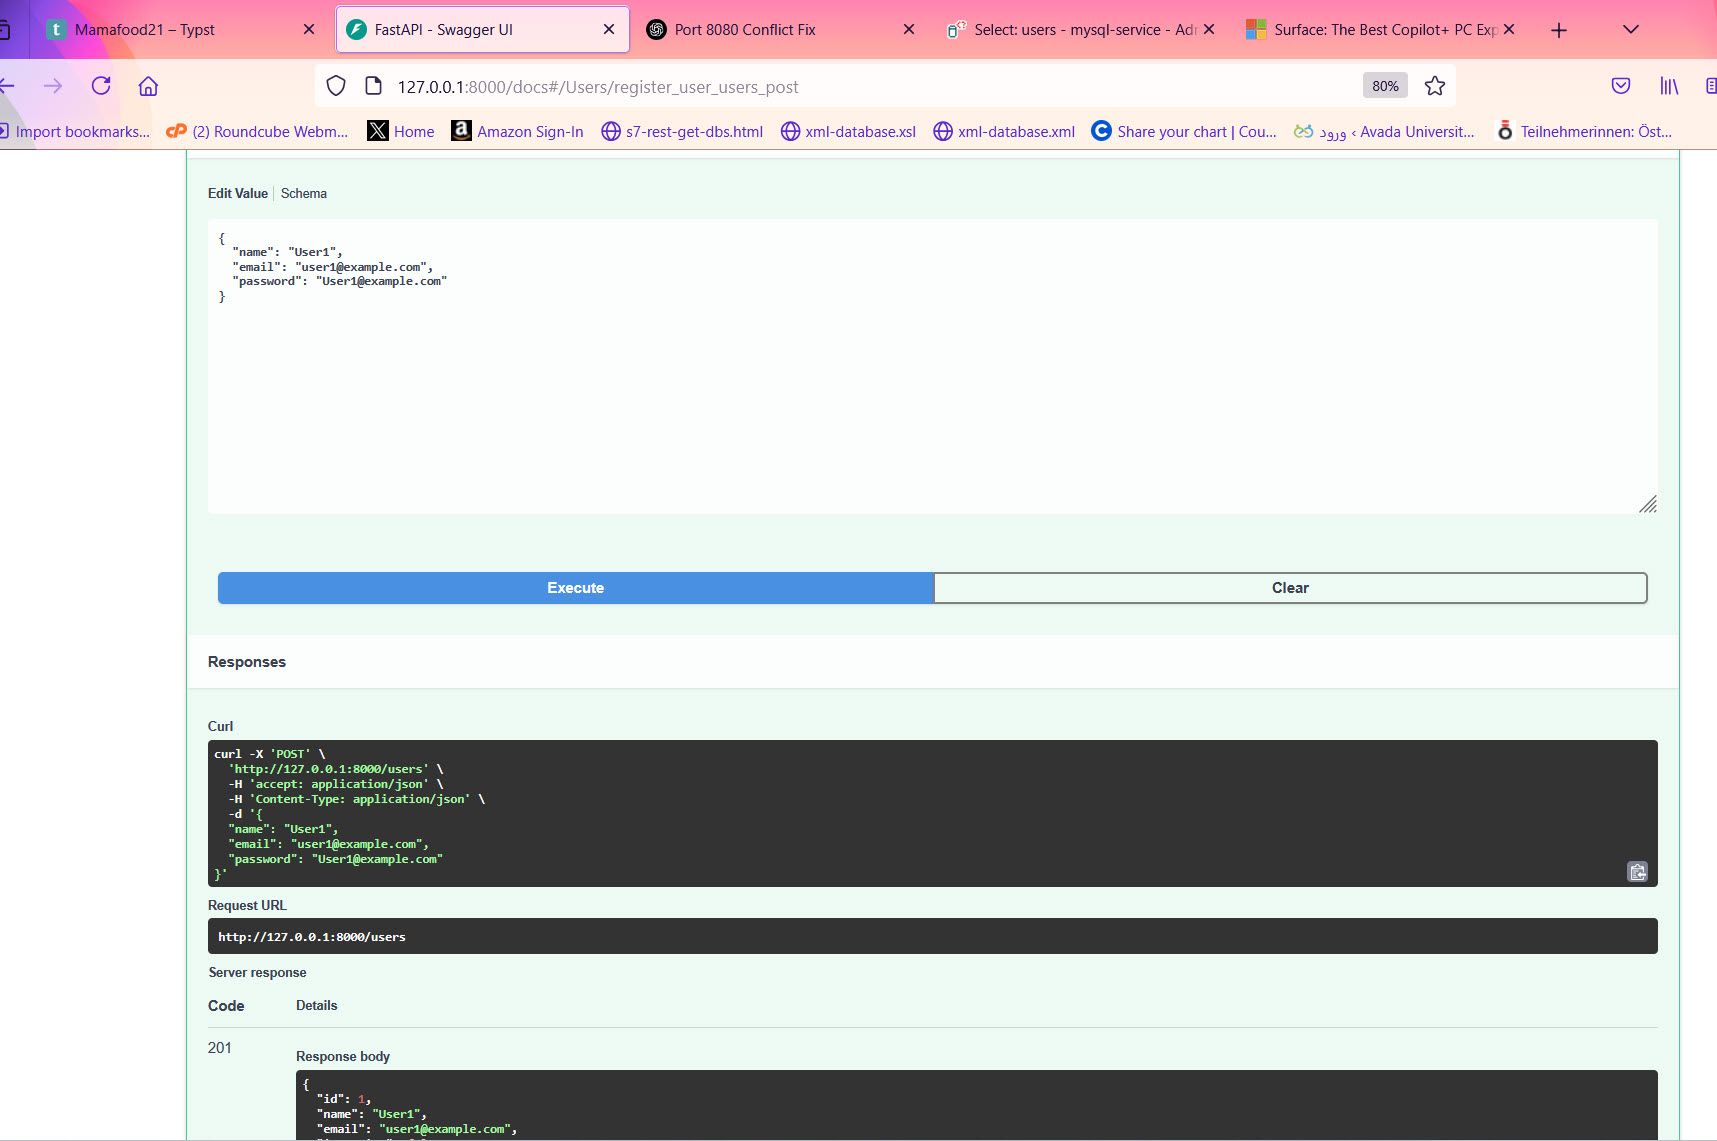 Mamafood21 – Typst
FastAPI - Swagger UI
Port 8080 Conflict Fix
Select: users - mysql-service - Adr
Surface: The Best Copilot+ PC Exp
127.0.0.1:8000/docs#/Users/register_user_users_post
80%
Import bookmarks...
(2) Roundcube Webm...
Home
Amazon Sign-In
s7-rest-get-dbs.html
xml-database.xsl
xml-database.xml
Share your chart | Cou...
ورود ‹ Avada Universit...
Teilnehmerinnen: Öst...
Edit Value | Schema
{
"name": "User1",
"email": "user1@example.com",
"password": "User1@example.com"
}
Execute
Clear
Responses
Curl
curl -X 'POST' \
'http://127.0.0.1:8000/users' \
-H 'accept: application/json' \
-H 'Content-Type: application/json' \
-d '{
"name": "User1",
"email": "user1@example.com",
"password": "User1@example.com"
}'
Request URL
http://127.0.0.1:8000/users
Server response
Code
Details
201
Response body
{
"id": 1,
"name": "User1",
"email": "user1@example.com",